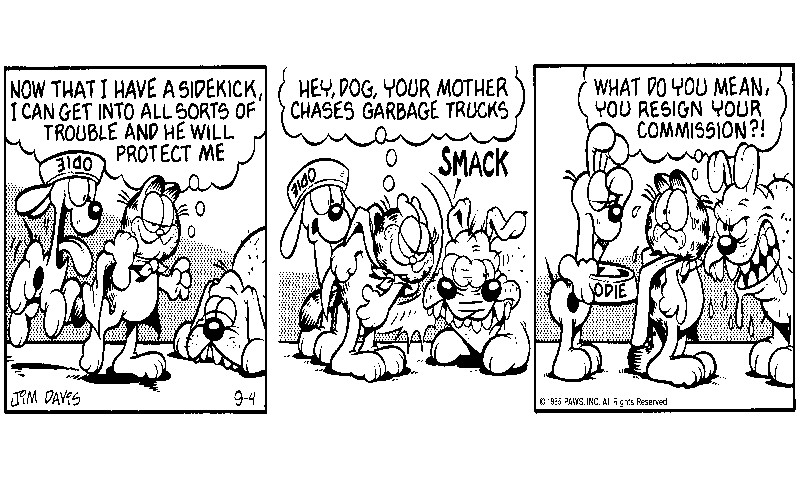 NOW THAT I HAVE A SIDEKICK,
I CAN GET INTO ALL SORTS OF
TROUBLE AND HE WILL
PROTECT ME
ODIE
JIM DAVIS
9-4
HEY, DOG, YOUR MOTHER
CHASES GARBAGE TRUCKS
SMACK
ODIE
WHAT DO YOU MEAN,
YOU RESIGN YOUR
COMMISSION?!
ODIE
© 1985 PAWS, INC. All Rights Reserved